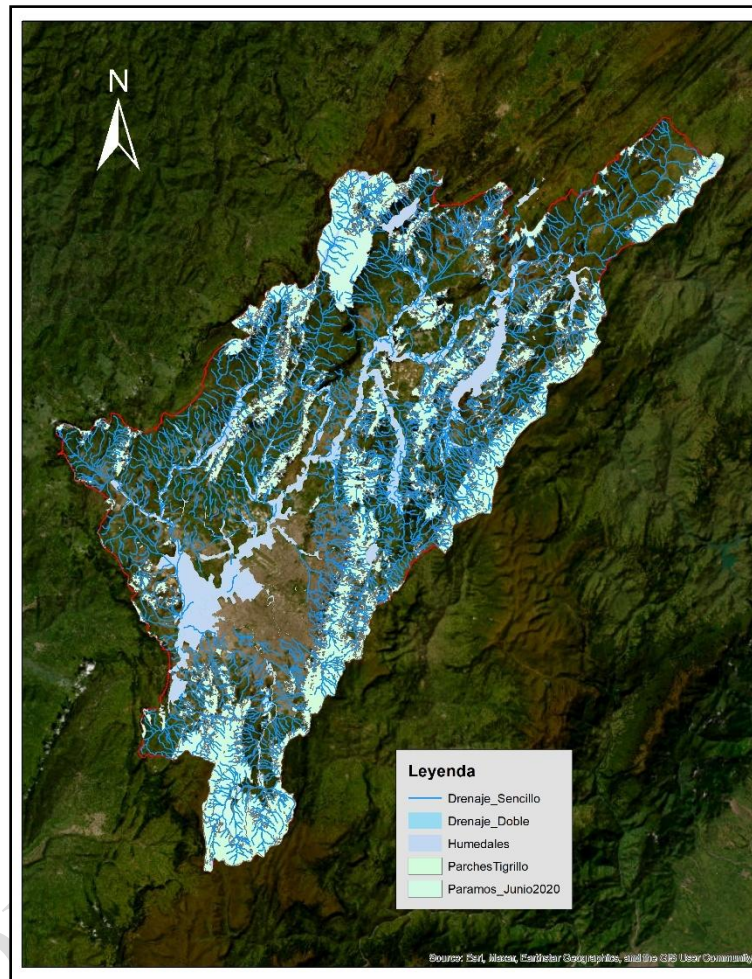 N
Leyenda
Drenaje_Sencillo
Drenaje_Doble
Humedales
ParchesTigrillo
Paramos_Junio2020
Source: Esri, Maxar, Earthstar Geographics, and the GIS User Community